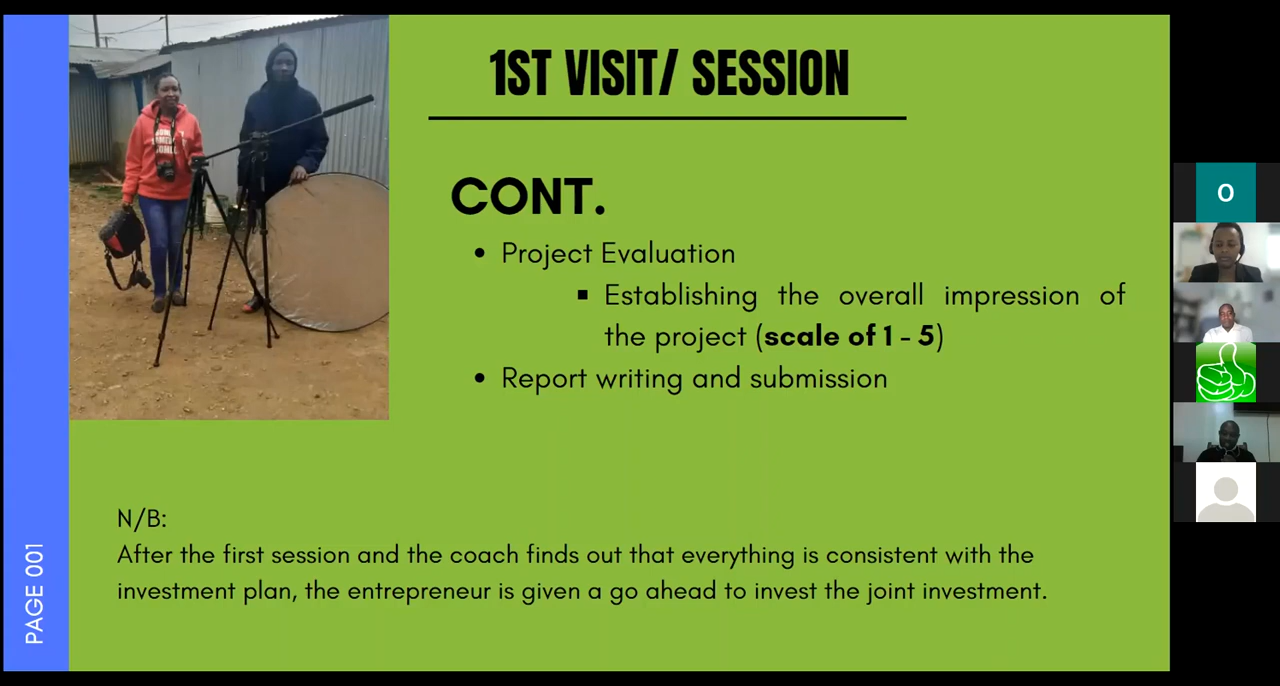 1ST VISIT/ SESSION
CONT.
• Project Evaluation
▪ Establishing the overall impression of
the project (scale of 1 - 5)
• Report writing and submission
N/B:
After the first session and the coach finds out that everything is consistent with the
investment plan, the entrepreneur is given a go ahead to invest the joint investment.
PAGE 001
O